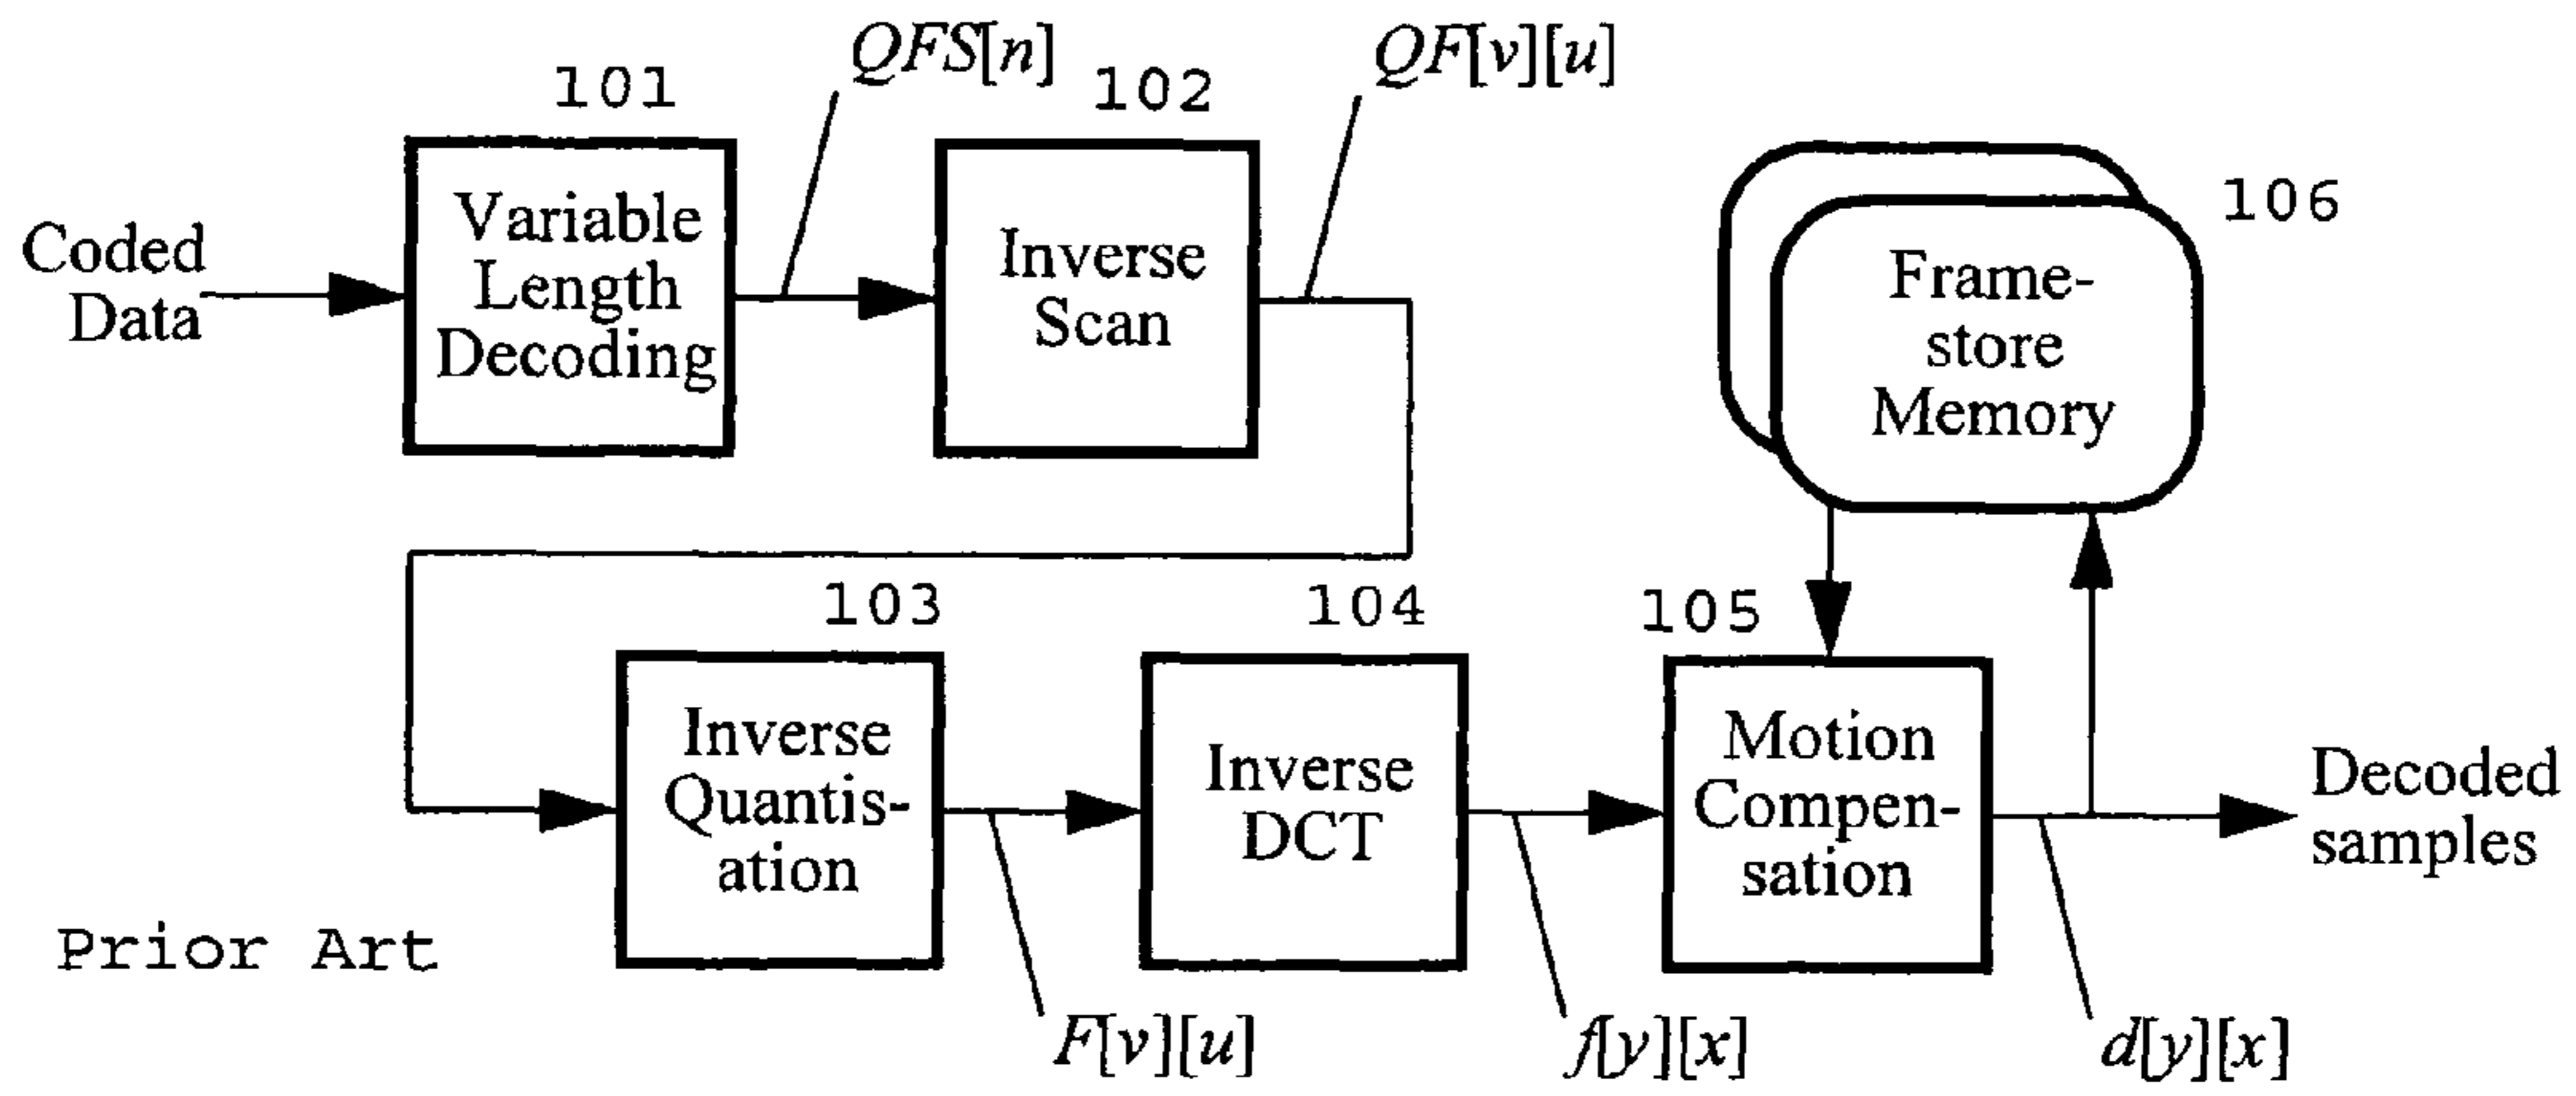 QFS[n]
QF[v][u]
101
102
Coded
Data
Variable
Length
Decoding
Inverse
Scan
106
Frame-
store
Memory
103
104
105
Inverse
Quantis-
ation
Inverse
DCT
Motion
Compen-
sation
Decoded
samples
Prior Art
F[v][u]
f[y][x]
d[y][x]